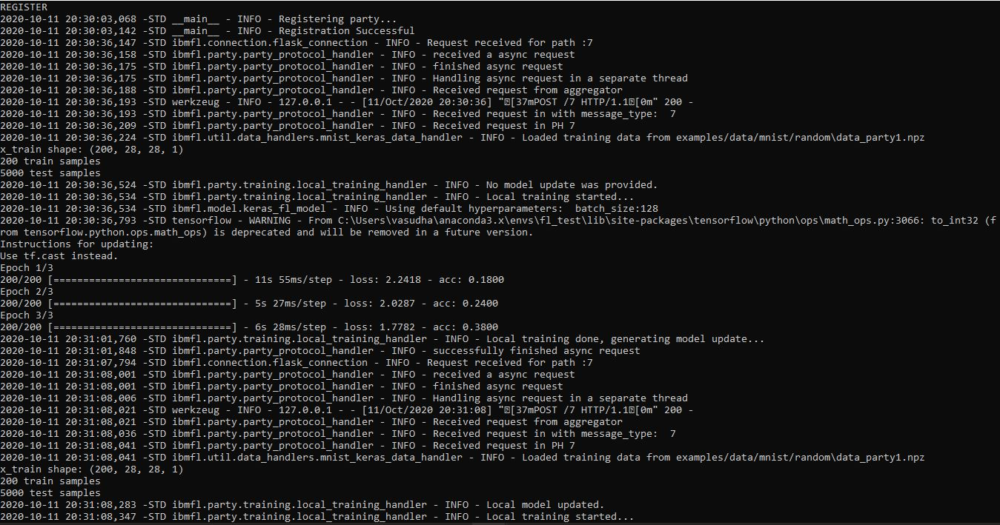 REGISTER
2020-10-11 20:30:03,068 -STD __main__ - INFO - Registering party...
2020-10-11 20:30:03,142 -STD __main__ - INFO - Registration Successful
2020-10-11 20:30:36,147 -STD ibmfl.connection.flask_connection - INFO - Request received for path :7
2020-10-11 20:30:36,158 -STD ibmfl.party.party_protocol_handler - INFO - received a async request
2020-10-11 20:30:36,175 -STD ibmfl.party.party_protocol_handler - INFO - finished async request
2020-10-11 20:30:36,175 -STD ibmfl.party.party_protocol_handler - INFO - Handling async request in a separate thread
2020-10-11 20:30:36,188 -STD ibmfl.party.party_protocol_handler - INFO - Received request from aggregator
2020-10-11 20:30:36,193 -STD werkzeug - INFO - 127.0.0.1 - - [11/Oct/2020 20:30:36] "[37mPOST /7 HTTP/1.1[0m" 200 -
2020-10-11 20:30:36,193 -STD ibmfl.party.party_protocol_handler - INFO - Received request in with message_type:  7
2020-10-11 20:30:36,209 -STD ibmfl.party.party_protocol_handler - INFO - Received request in PH 7
2020-10-11 20:30:36,224 -STD ibmfl.util.data_handlers.mnist_keras_data_handler - INFO - Loaded training data from examples/data/mnist/random\data_party1.npz
x_train shape: (200, 28, 28, 1)
200 train samples
5000 test samples
2020-10-11 20:30:36,524 -STD ibmfl.party.training.local_training_handler - INFO - No model update was provided.
2020-10-11 20:30:36,534 -STD ibmfl.party.training.local_training_handler - INFO - Local training started...
2020-10-11 20:30:36,534 -STD ibmfl.model.keras_fl_model - INFO - Using default hyperparameters:  batch_size:128
2020-10-11 20:30:36,793 -STD tensorflow - WARNING - From C:\Users\vasudha\anaconda3.x\envs\fl_test\lib\site-packages\tensorflow\python\ops\math_ops.py:3066: to_int32 (f
rom tensorflow.python.ops.math_ops) is deprecated and will be removed in a future version.
Instructions for updating:
Use tf.cast instead.
Epoch 1/3
200/200 [==============================] - 11s 55ms/step - loss: 2.2418 - acc: 0.1800
Epoch 2/3
200/200 [==============================] - 5s 27ms/step - loss: 2.0287 - acc: 0.2400
Epoch 3/3
200/200 [==============================] - 6s 28ms/step - loss: 1.7782 - acc: 0.3800
2020-10-11 20:31:01,760 -STD ibmfl.party.training.local_training_handler - INFO - Local training done, generating model update...
2020-10-11 20:31:01,848 -STD ibmfl.party.party_protocol_handler - INFO - successfully finished async request
2020-10-11 20:31:07,794 -STD ibmfl.connection.flask_connection - INFO - Request received for path :7
2020-10-11 20:31:08,001 -STD ibmfl.party.party_protocol_handler - INFO - received a async request
2020-10-11 20:31:08,001 -STD ibmfl.party.party_protocol_handler - INFO - finished async request
2020-10-11 20:31:08,006 -STD ibmfl.party.party_protocol_handler - INFO - Handling async request in a separate thread
2020-10-11 20:31:08,021 -STD werkzeug - INFO - 127.0.0.1 - - [11/Oct/2020 20:31:08] "[37mPOST /7 HTTP/1.1[0m" 200 -
2020-10-11 20:31:08,021 -STD ibmfl.party.party_protocol_handler - INFO - Received request from aggregator
2020-10-11 20:31:08,036 -STD ibmfl.party.party_protocol_handler - INFO - Received request in with message_type:  7
2020-10-11 20:31:08,041 -STD ibmfl.party.party_protocol_handler - INFO - Received request in PH 7
2020-10-11 20:31:08,041 -STD ibmfl.util.data_handlers.mnist_keras_data_handler - INFO - Loaded training data from examples/data/mnist/random\data_party1.npz
x_train shape: (200, 28, 28, 1)
200 train samples
5000 test samples
2020-10-11 20:31:08,283 -STD ibmfl.party.training.local_training_handler - INFO - Local model updated.
2020-10-11 20:31:08,347 -STD ibmfl.party.training.local_training_handler - INFO - Local training started...